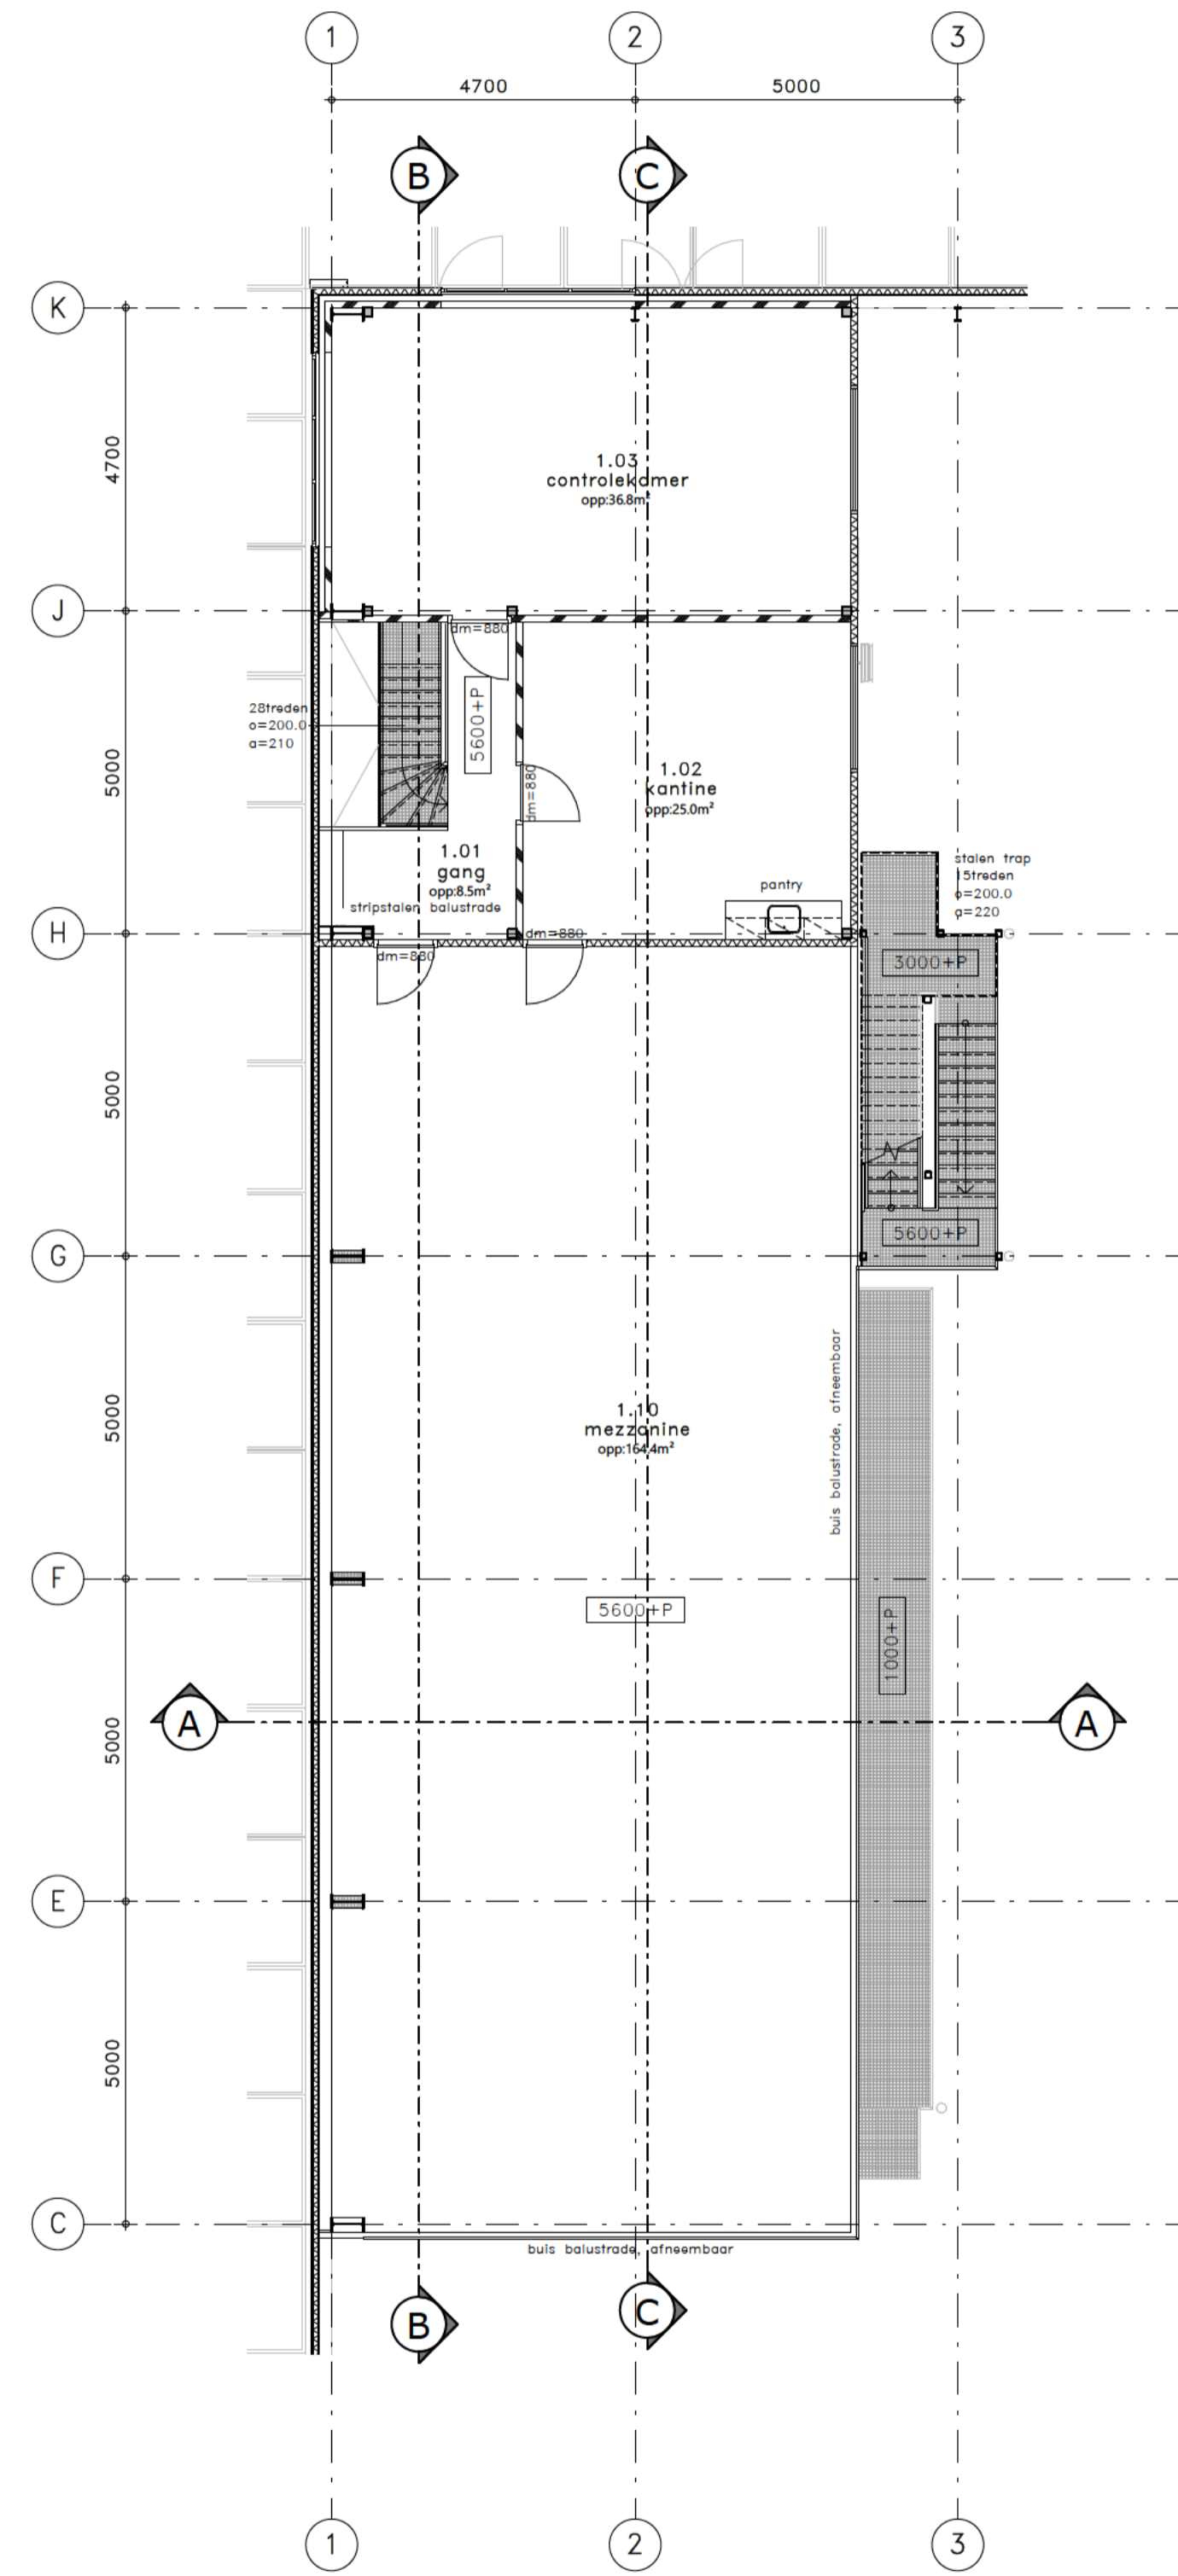 1
2
3
4700
5000
B
C
K
4700
1.03
controlekamer
opp:36.8m²
J
dm=880
28treden
o=200.0
a=210
5600+P
5000
dm=880
1.02
kantine
opp:25.0m²
1.01
gang
opp:8.5m²
stripstalen balustrade
pantry
stalen trap
15treden
o=200.0
a=220
H
dm=880
dm=880
3000+P
5000
5600+P
G
buis balustrade, afneembaar
5000
1.10
mezzanine
opp:164.4m²
F
5600+P
1000+P
A
A
5000
E
5000
C
buis balustrade, afneembaar
B
C
1
2
3